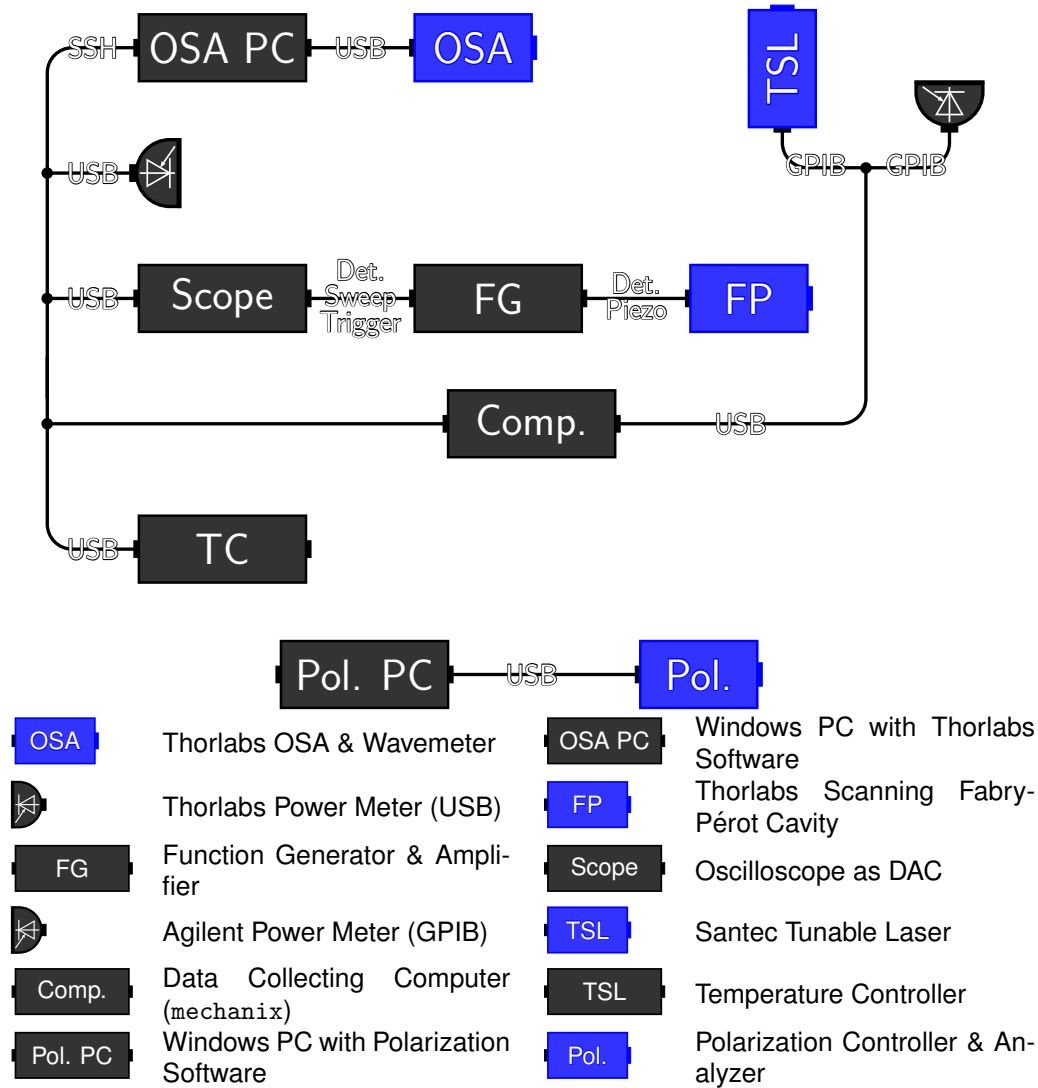 SSH
OSA PC
USB
OSA
TSL
GPIB
GPIB
USB
USB
Scope
Det.
Sweep
Trigger
FG
Det.
Piezo
FP
Comp.
USB
USB
TC
Pol. PC
USB
Pol.
OSA
Thorlabs OSA & Wavemeter
OSA PC
Windows PC with Thorlabs
Software
Thorlabs Power Meter (USB)
FP
Thorlabs Scanning Fabry-
Pérot Cavity
FG
Function Generator & Ampli-
fier
Scope
Oscilloscope as DAC
Agilent Power Meter (GPIB)
TSL
Santec Tunable Laser
Comp.
Data Collecting Computer
(mechanix)
TSL
Temperature Controller
Pol. PC
Windows PC with Polarization
Software
Pol.
Polarization Controller & An-
alyzer